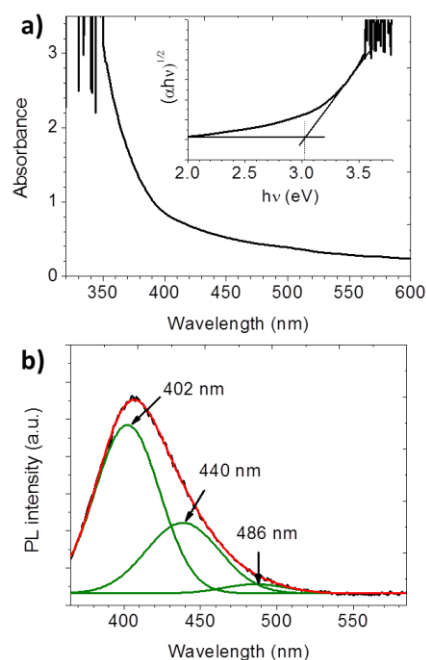 a)
3
2
1
0
Absorbance
(αhν)1/2
2.0 2.5 3.0 3.5
hν (eV)
350 400 450 500 550 600
Wavelength (nm)
b)
402 nm
440 nm
486 nm
PL intensity (a.u.)
400 450 500 550
Wavelength (nm)